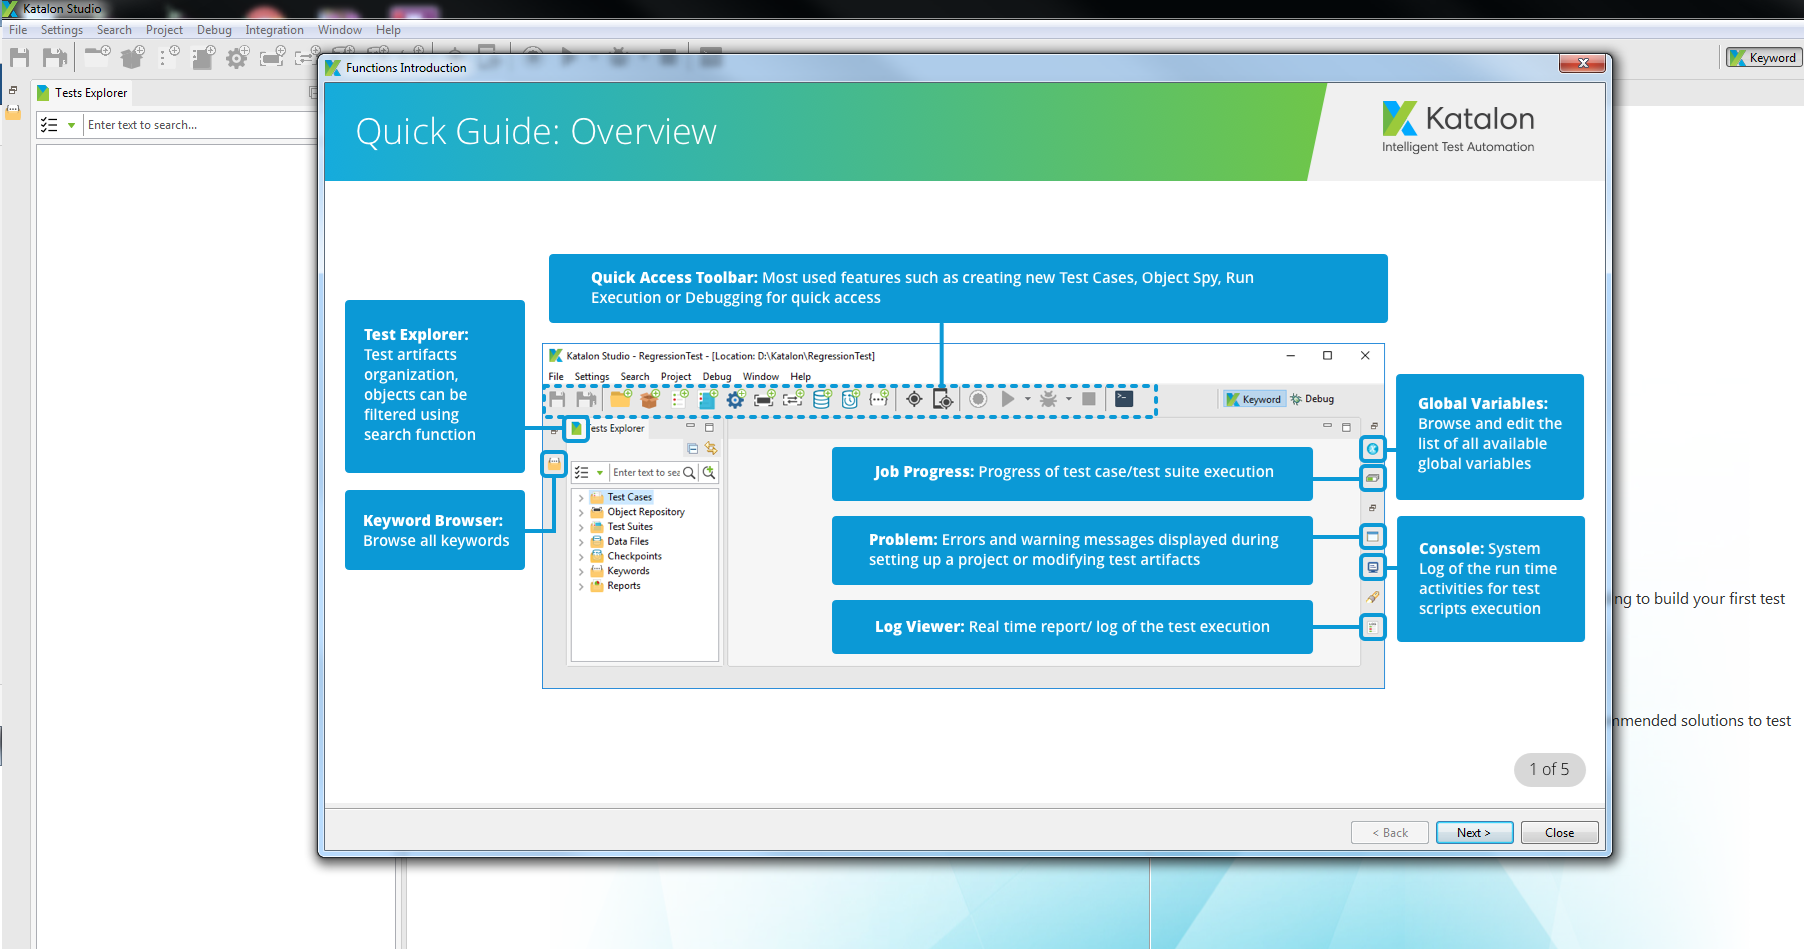 Katalon Studio
File Settings Search Project Debug Integration Window Help
Keyword
Tests Explorer
Enter text to search...
Functions Introduction
Quick Guide: Overview
Katalon
Intelligent Test Automation
Quick Access Toolbar: Most used features such as creating new Test Cases, Object Spy, Run
Execution or Debugging for quick access
Test Explorer:
Test artifacts
organization,
objects can be
filtered using
search function
Keyword Browser:
Browse all keywords
Katalon Studio - RegressionTest - [Location: D:\Katalon\RegressionTest]
File Settings Search Project Debug Window Help
Keyword Debug
ests Explorer
Enter text to sea
Test Cases
Object Repository
Test Suites
Data Files
Checkpoints
Keywords
Reports
Job Progress: Progress of test case/test suite execution
Problem: Errors and warning messages displayed during
setting up a project or modifying test artifacts
Log Viewer: Real time report/ log of the test execution
Global Variables:
Browse and edit the
list of all available
global variables
Console: System
Log of the run time
activities for test
scripts execution
ng to build your first test
mmended solutions to test
1 of 5
< Back Next > Close